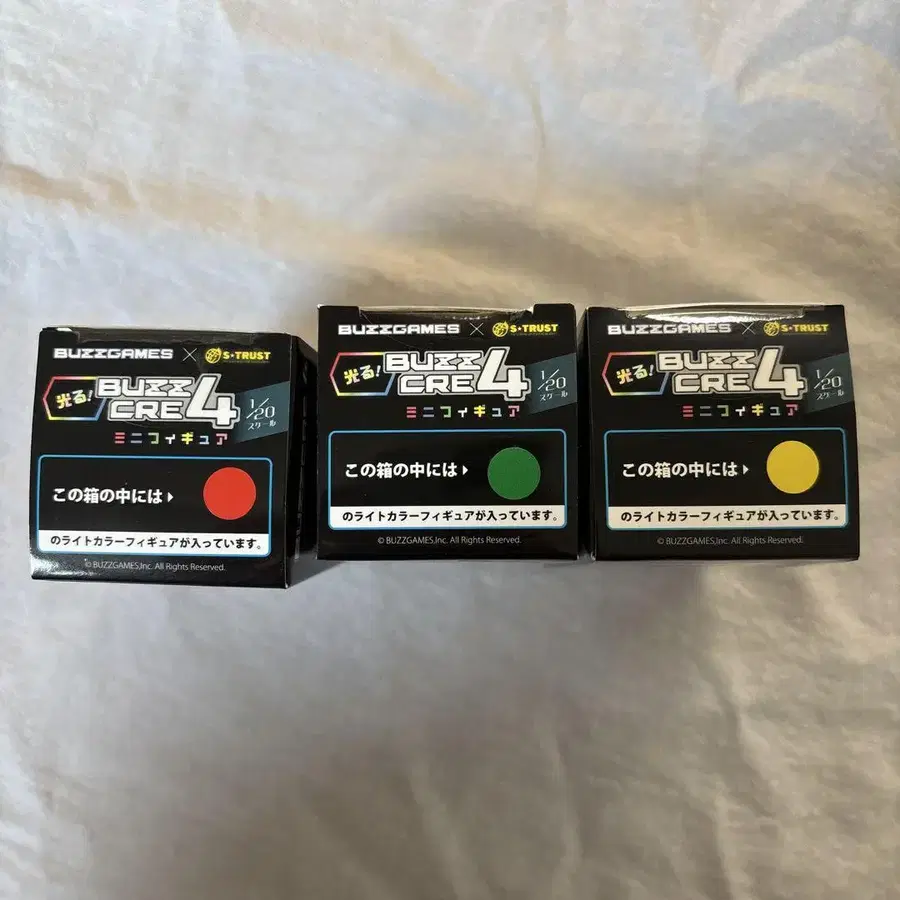 BUZZGAMES × S★TRUST
光る! BUZZ CRE 4 1/20 スケール
ミニフィギュア
この箱の中には
のライトカラーフィギュアが入っています。
© BUZZGAMES,Inc. All Rights Reserved.
BUZZGAMES × S★TRUST
光る! BUZZ CRE 4 1/20 スケール
ミニフィギュア
この箱の中には
のライトカラーフィギュアが入っています。
© BUZZGAMES,Inc. All Rights Reserved.
BUZZGAMES × S★TRUST
光る! BUZZ CRE 4 1/20 スケール
ミニフィギュア
この箱の中には
のライトカラーフィギュアが入っています。
© BUZZGAMES,Inc. All Rights Reserved.